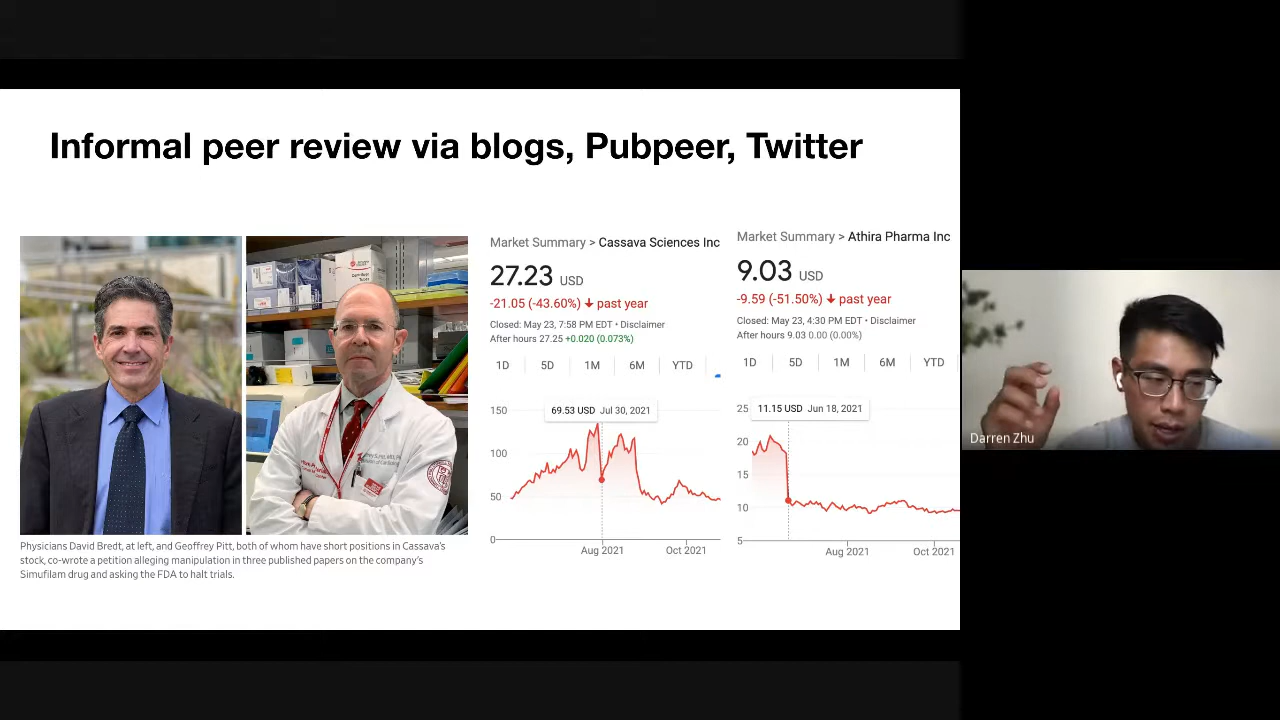 Informal peer review via blogs, Pubpeer, Twitter
Physicians David Bredt, at left, and Geoffrey Pitt, both of whom have short positions in Cassava's
stock, co-wrote a petition alleging manipulation in three published papers on the company's
Simufilam drug and asking the FDA to halt trials.
Market Summary > Cassava Sciences Inc
27.23 USD
-21.05 (-43.60%) ↓ past year
Closed: May 23, 7:58 PM EDT • Disclaimer
After hours 27.25 +0.020 (0.073%)
1D 5D 1M 6M YTD
69.53 USD Jul 30, 2021
150
100
50
0
Aug 2021 Oct 2021
Market Summary > Athira Pharma Inc
9.03 USD
-9.59 (-51.50%) ↓ past year
Closed: May 23, 4:30 PM EDT • Disclaimer
After hours 9.03 0.00 (0.00%)
1D 5D 1M 6M YTD
11.15 USD Jun 18, 2021
25
20
15
10
5
Aug 2021 Oct 2021
Darren Zhu